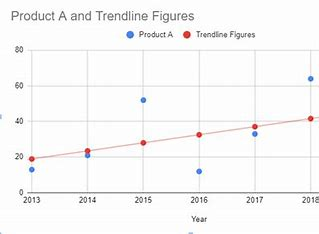 Product A and Trendline Figures
Product A Trendline Figures
80
60
40
20
0
2013 2014 2015 2016 2017 2018
Year